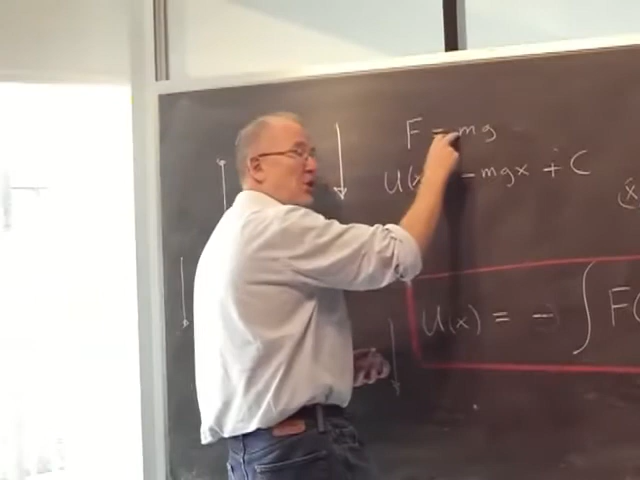 F = mg
U(x) = - mgx + C
(x
U(x) = - ∫ F(